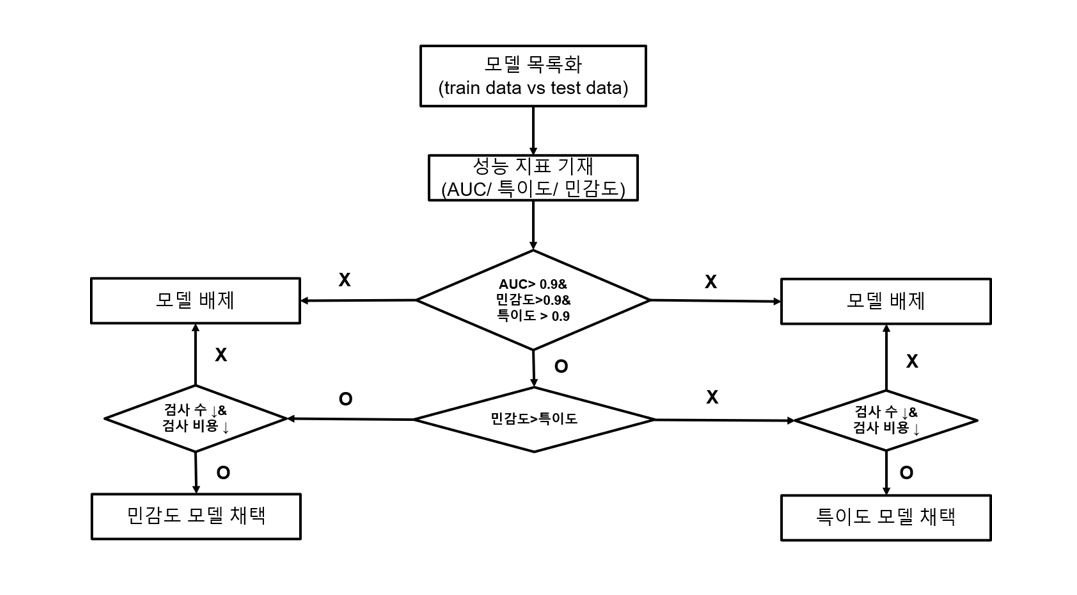 모델 목록화
(train data vs test data)
성능 지표 기재
(AUC/ 특이도/ 민감도)
AUC> 0.9&
민감도>0.9&
특이도 > 0.9
X
X
모델 배제
모델 배제
X
O
X
검사 수 ↓&
검사 비용 ↓
O
민감도>특이도
X
검사 수 ↓&
검사 비용 ↓
O
O
민감도 모델 채택
특이도 모델 채택